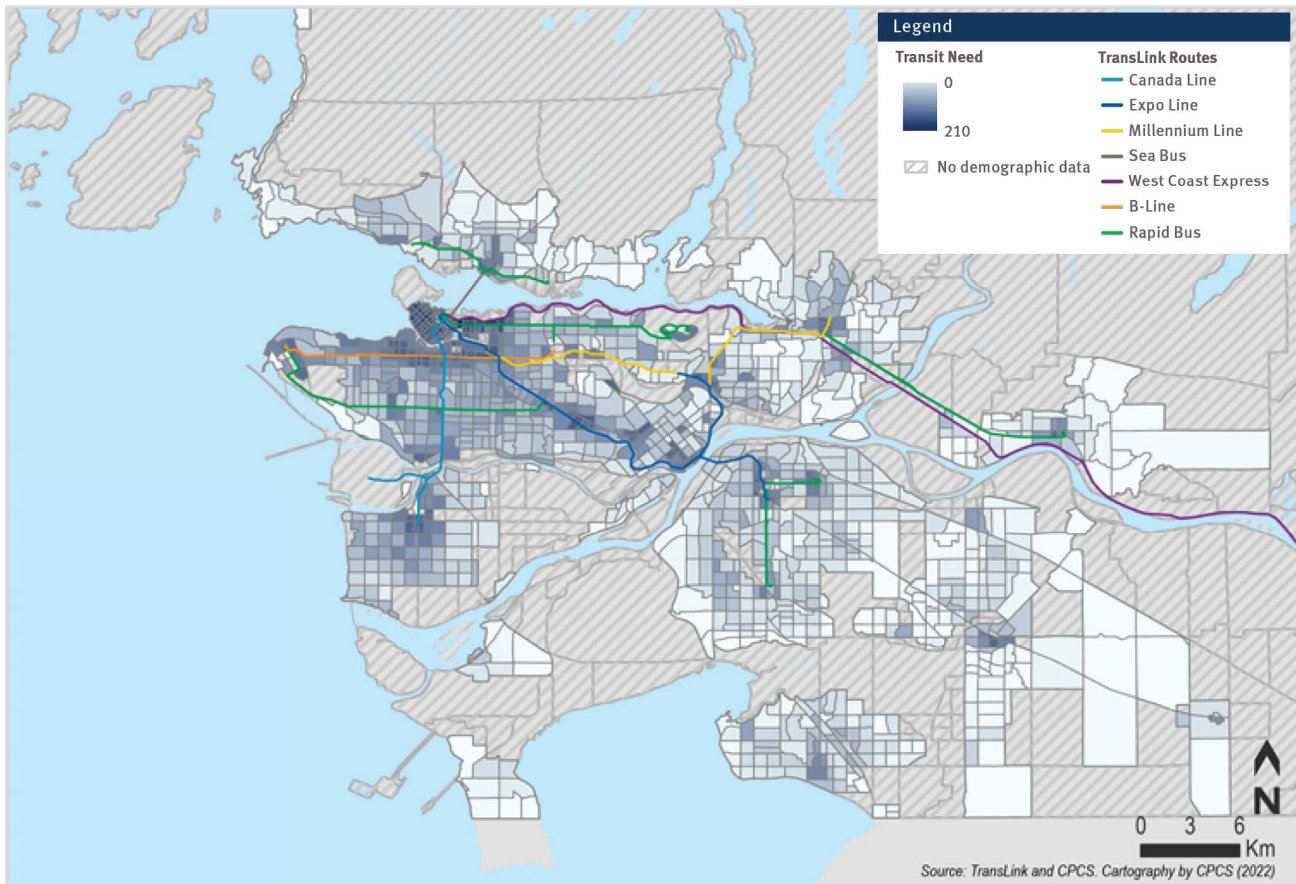 Legend
Transit Need
0
210
No demographic data
TransLink Routes
Canada Line
Expo Line
Millennium Line
Sea Bus
West Coast Express
B-Line
Rapid Bus
N
0 3 6
Km
Source: TransLink and CPCS. Cartography by CPCS (2022)